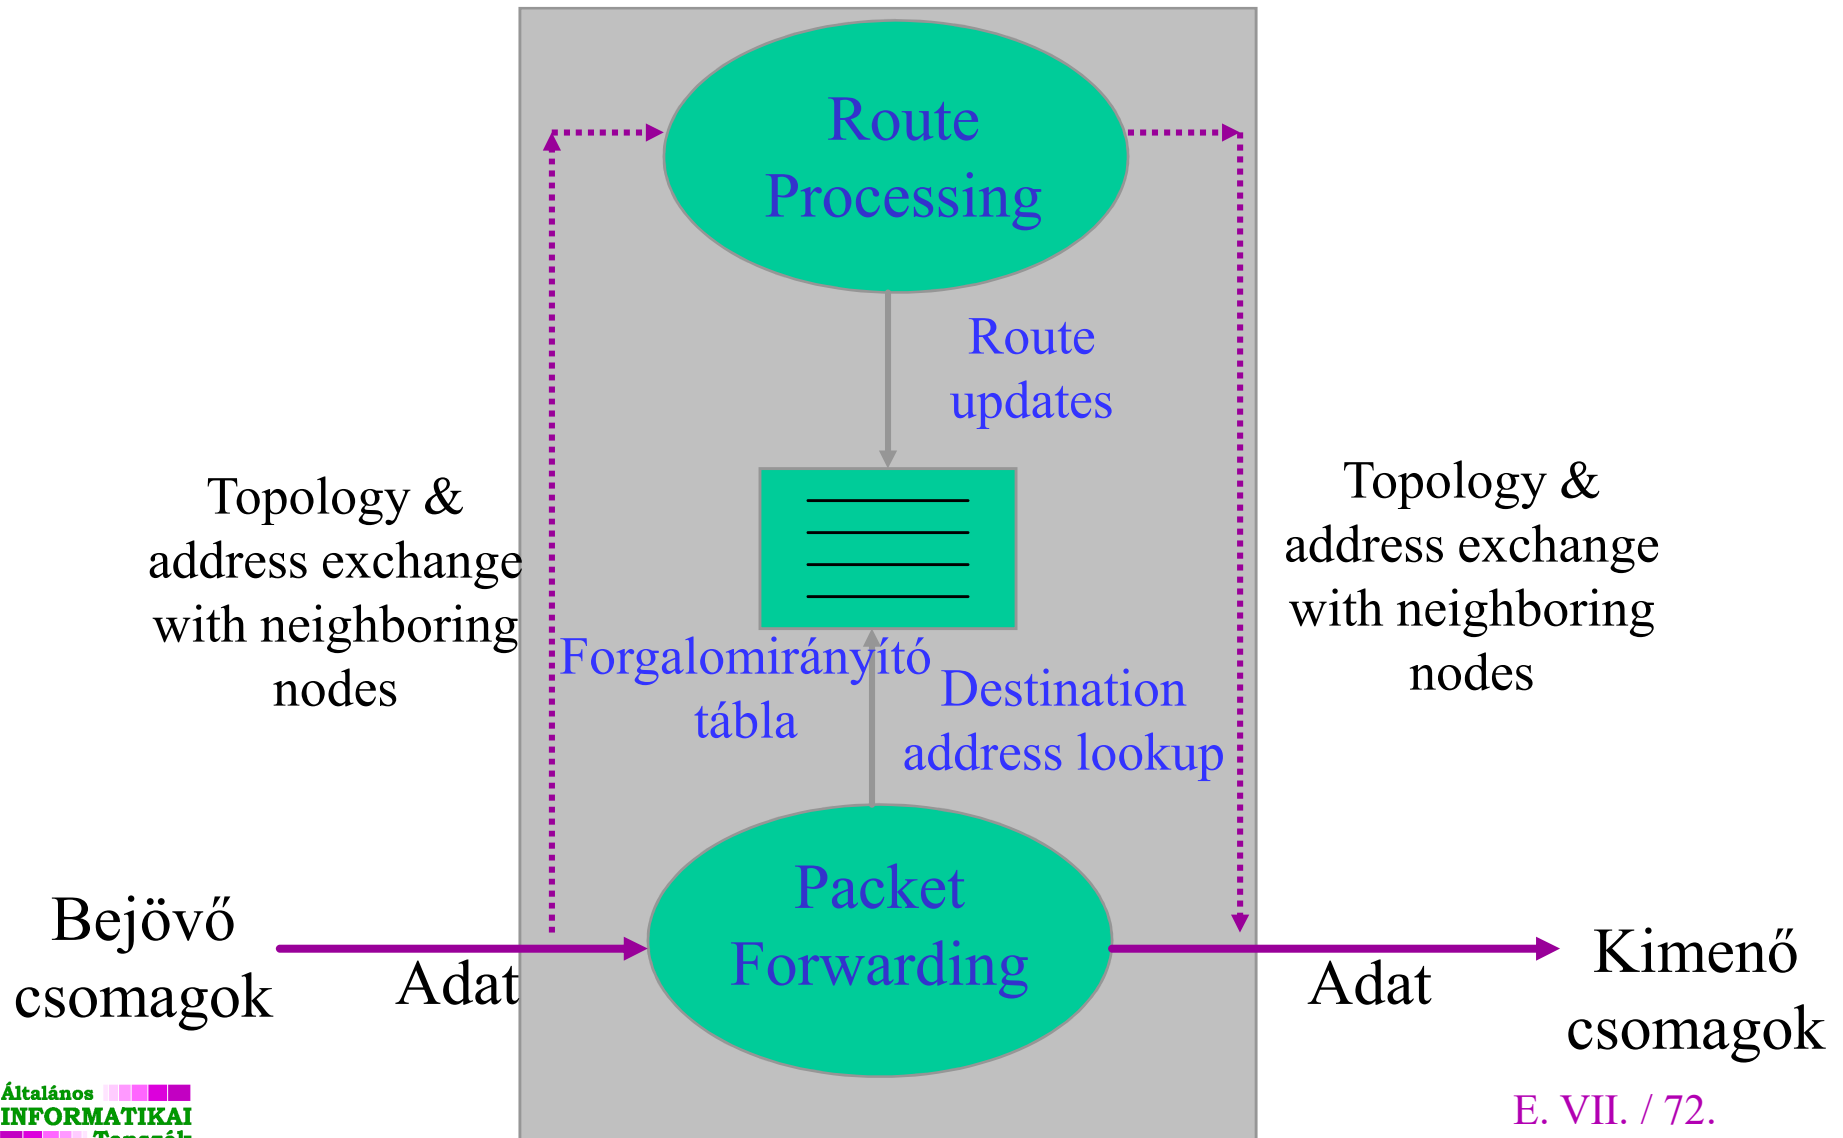 Route
Processing
Route
updates
Topology &
address exchange
with neighboring
nodes
Topology &
address exchange
with neighboring
nodes
Forgalomirányító
tábla
Destination
address lookup
Packet
Forwarding
Bejövő
csomagok
Adat
Adat
Kimenő
csomagok
Általános
INFORMATIKAI
Tanszék
E. VII. / 72.